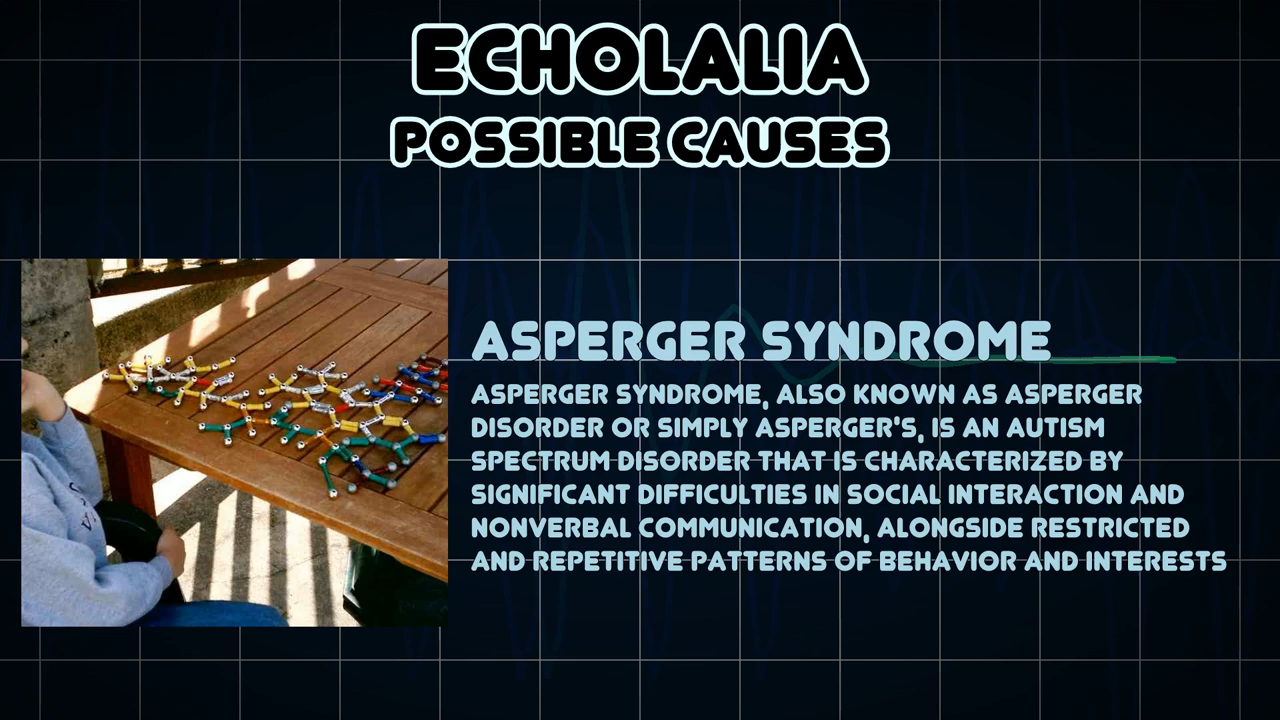 ECHOLALIA
POSSIBLE CAUSES
ASPERGER SYNDROME
ASPERGER SYNDROME, ALSO KNOWN AS ASPERGER
DISORDER OR SIMPLY ASPERGER'S, IS AN AUTISM
SPECTRUM DISORDER THAT IS CHARACTERIZED BY
SIGNIFICANT DIFFICULTIES IN SOCIAL INTERACTION AND
NONVERBAL COMMUNICATION, ALONGSIDE RESTRICTED
AND REPETITIVE PATTERNS OF BEHAVIOR AND INTERESTS